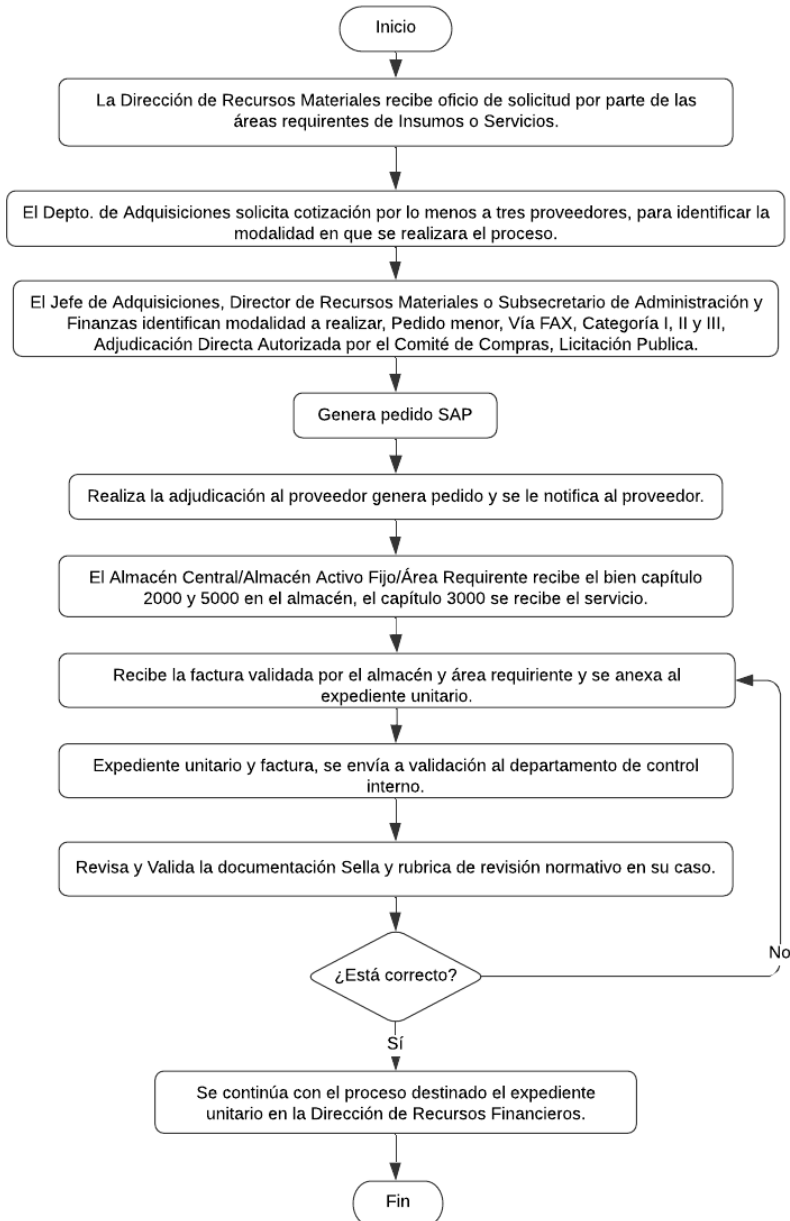 Inicio
La Dirección de Recursos Materiales recibe oficio de solicitud por parte de las
áreas requirentes de Insumos o Servicios.
El Depto. de Adquisiciones solicita cotización por lo menos a tres proveedores, para identificar la
modalidad en que se realizara el proceso.
El Jefe de Adquisiciones, Director de Recursos Materiales o Subsecretario de Administración y
Finanzas identifican modalidad a realizar, Pedido menor, Vía FAX, Categoría I, II y III,
Adjudicación Directa Autorizada por el Comité de Compras, Licitación Publica.
Genera pedido SAP
Realiza la adjudicación al proveedor genera pedido y se le notifica al proveedor.
El Almacén Central/Almacén Activo Fijo/Área Requirente recibe el bien capítulo
2000 y 5000 en el almacén, el capítulo 3000 se recibe el servicio.
Recibe la factura validada por el almacén y área requiriente y se anexa al
expediente unitario.
Expediente unitario y factura, se envía a validación al departamento de control
interno.
Revisa y Valida la documentación Sella y rubrica de revisión normativo en su caso.
No
¿Está correcto?
Sí
Se continúa con el proceso destinado el expediente
unitario en la Dirección de Recursos Financieros.
Fin